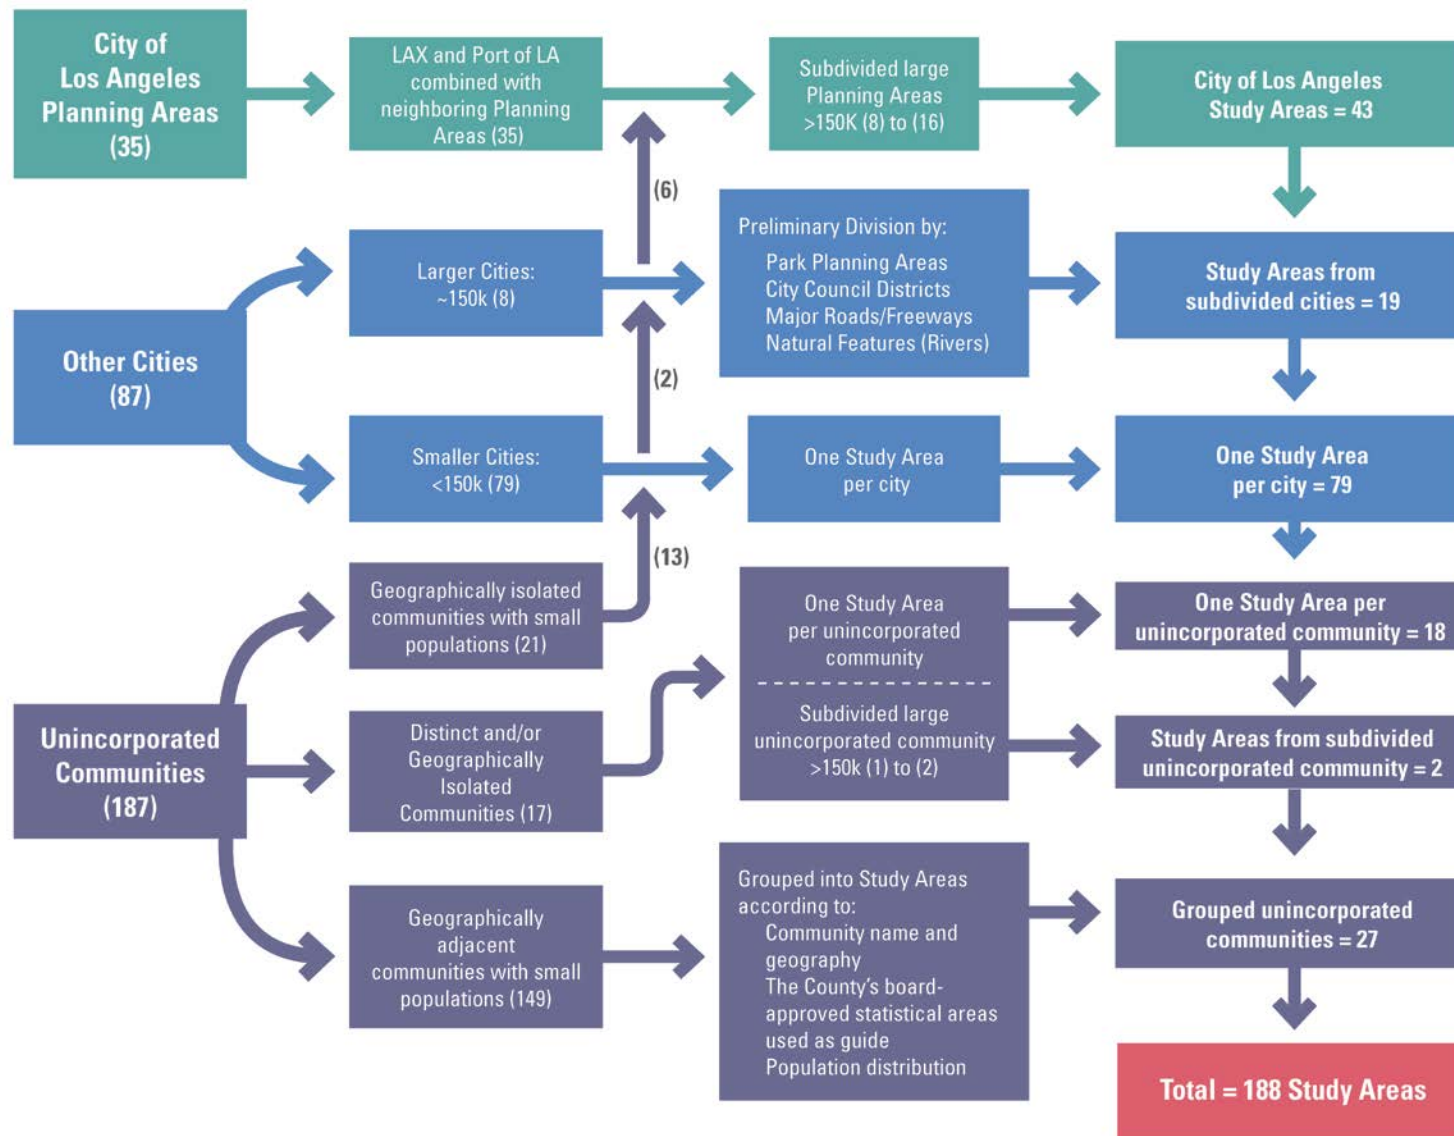 City of
Los Angeles
Planning Areas
(35)
LAX and Port of LA
combined with
neighboring Planning
Areas (35)
Subdivided large
Planning Areas
>150K (8) to (16)
City of Los Angeles
Study Areas = 43
(6)
Other Cities
(87)
Larger Cities:
~150k (8)
Preliminary Division by:
Park Planning Areas
City Council Districts
Major Roads/Freeways
Natural Features (Rivers)
Study Areas from
subdivided cities = 19
(2)
Smaller Cities:
<150k (79)
One Study Area
per city
One Study Area
per city = 79
(13)
Unincorporated
Communities
(187)
Geographically isolated
communities with small
populations (21)
Distinct and/or
Geographically
Isolated
Communities (17)
One Study Area
per unincorporated
community
Subdivided large
unincorporated community
>150k (1) to (2)
One Study Area per
unincorporated community = 18
Study Areas from subdivided
unincorporated community = 2
Geographically
adjacent
communities with small
populations (149)
Grouped into Study Areas
according to:
Community name and
geography
The County’s board-
approved statistical areas
used as guide
Population distribution
Grouped unincorporated
communities = 27
Total = 188 Study Areas